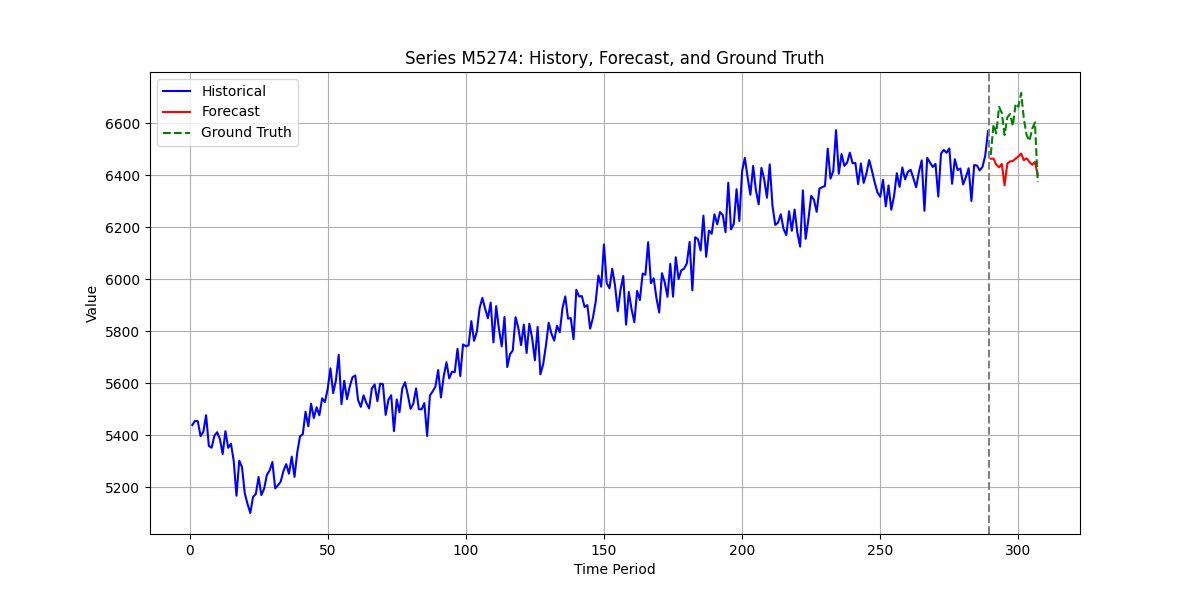 Series M5274: History, Forecast, and Ground Truth
Historical
Forecast
Ground Truth
6600
6400
6200
6000
5800
5600
5400
5200
Value
0 50 100 150 200 250 300
Time Period